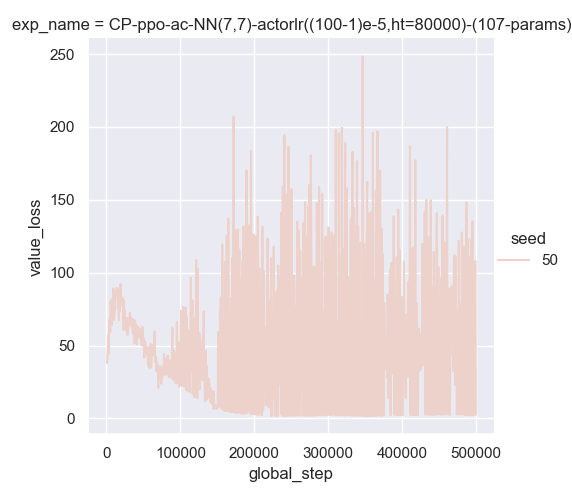 exp_name = CP-ppo-ac-NN(7,7)-actorlr((100-1)e-5,ht=80000)-(107-params)
250
200
150
100
50
0
value_loss
0 100000 200000 300000 400000 500000
global_step
seed
50